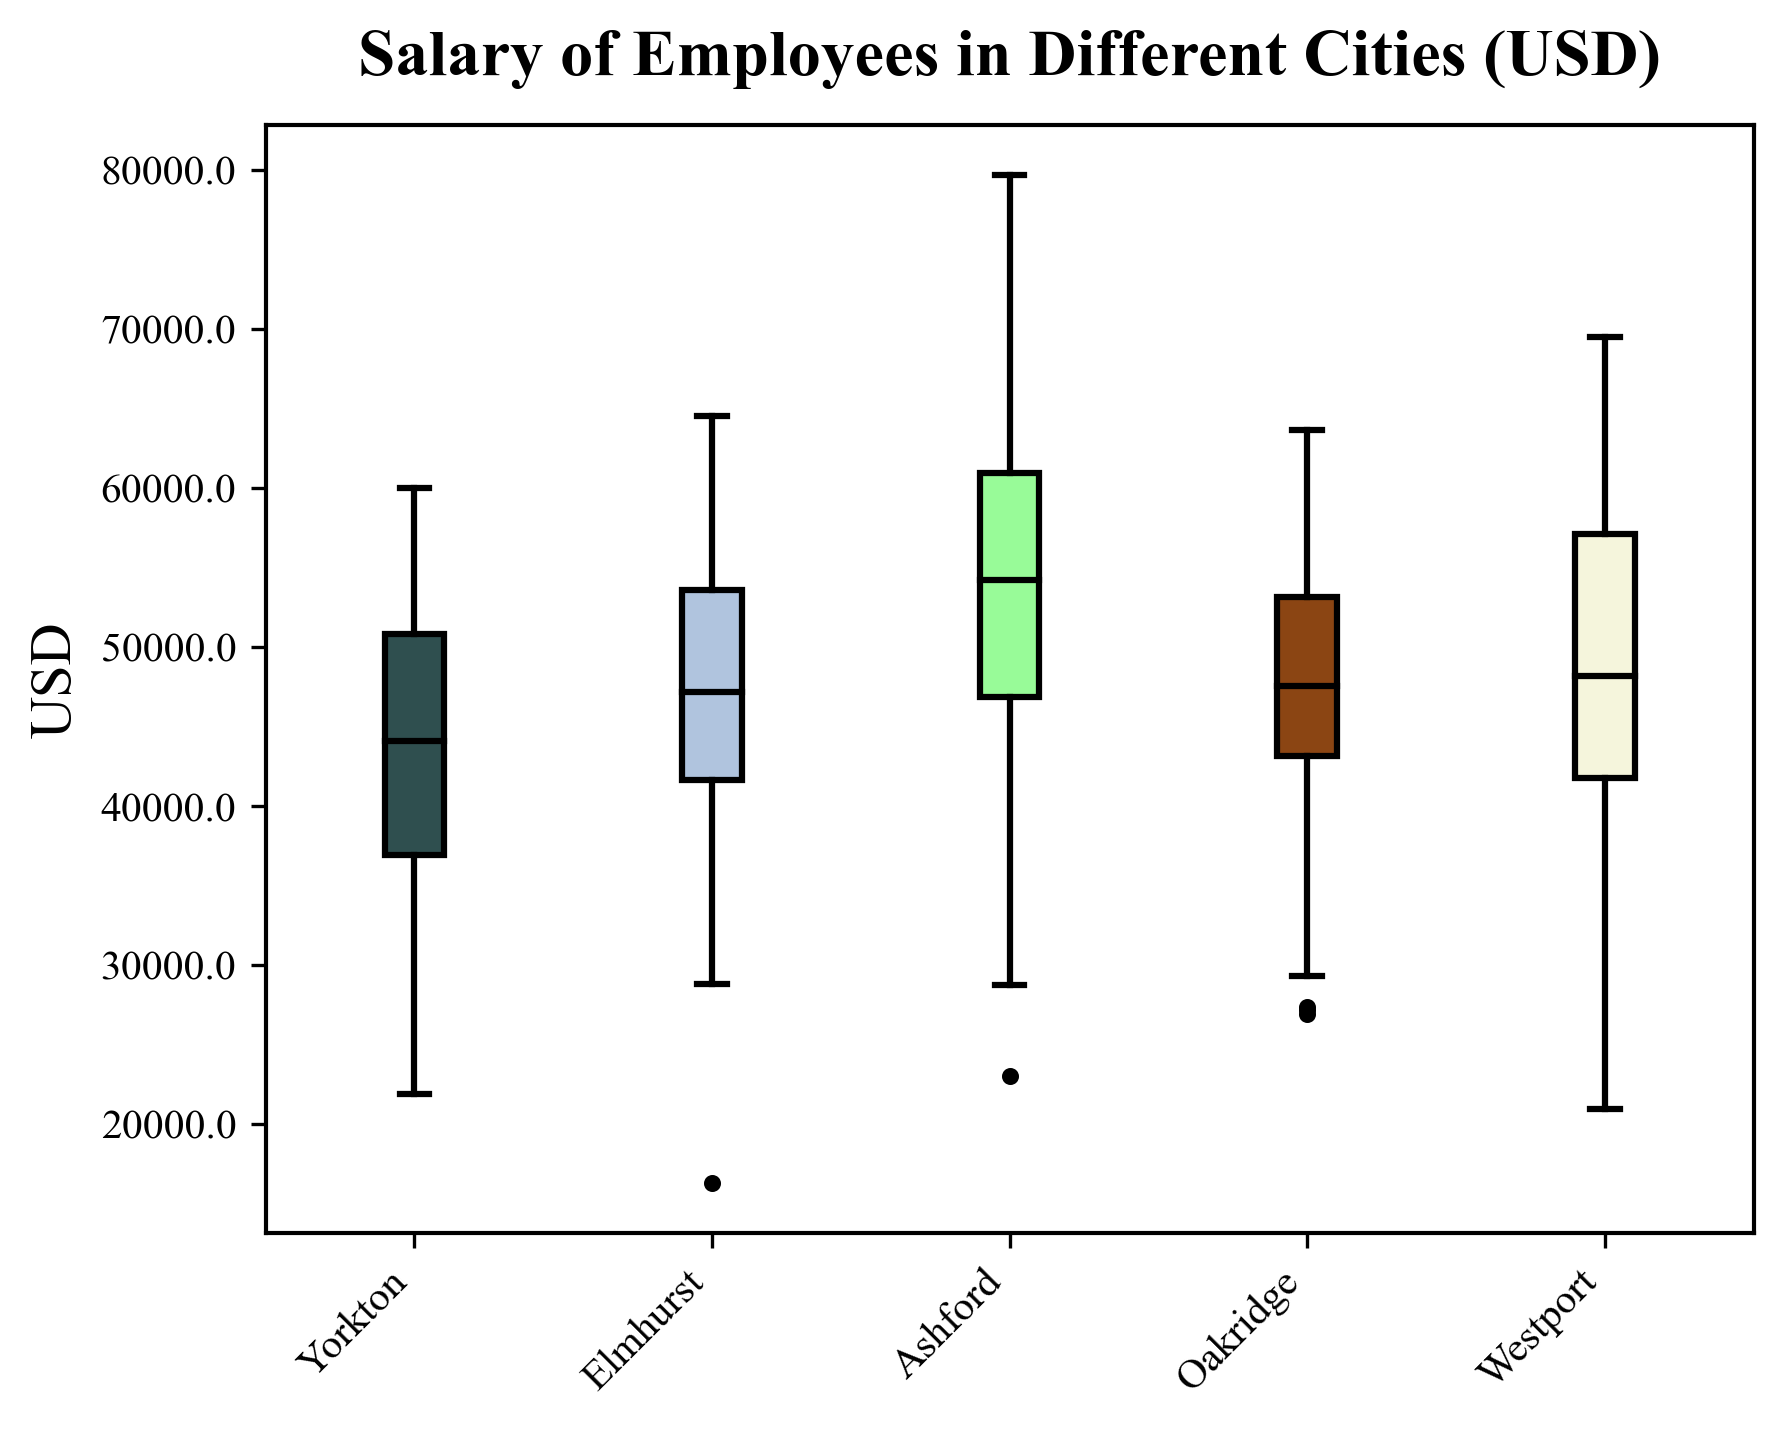 Salary of Employees in Different Cities (USD)
80000.0
70000.0
60000.0
50000.0
40000.0
30000.0
20000.0
USD
Yorkton
Elmhurst
Ashford
Oakridge
Westport